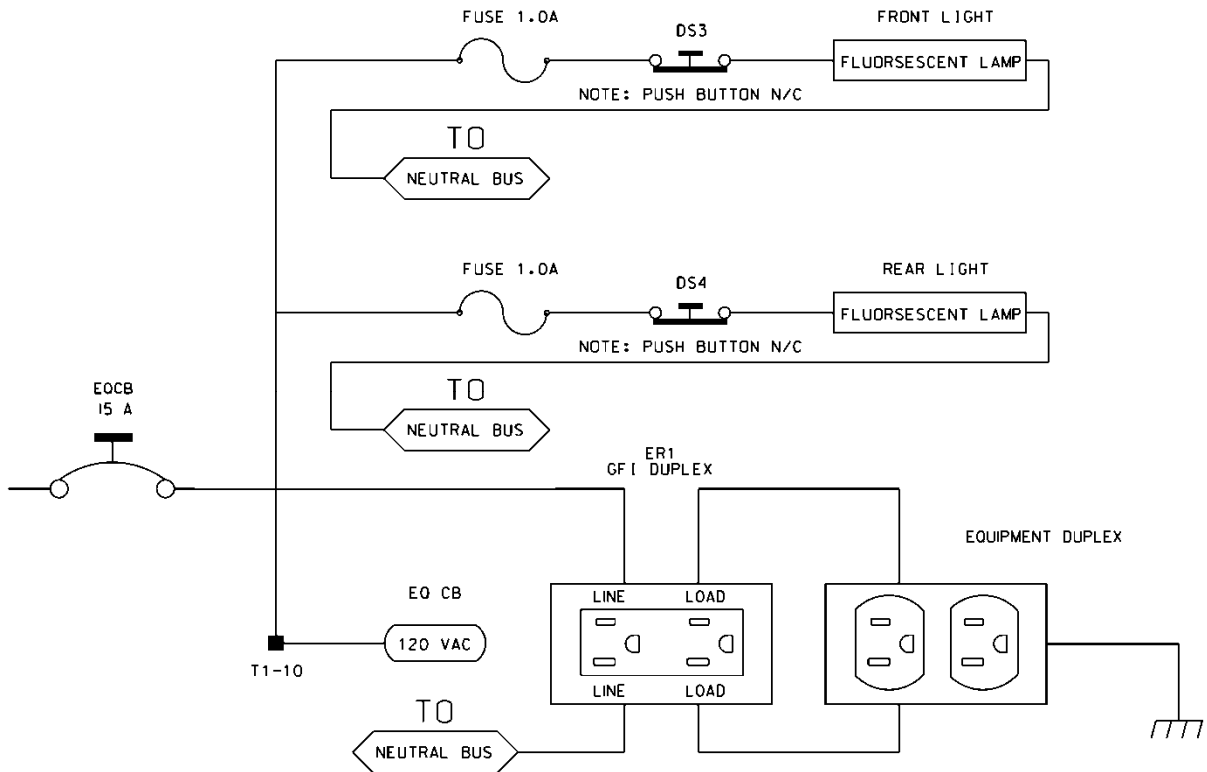 FUSE 1.0A
DS3
FRONT LIGHT
FLUORSESCENT LAMP
NOTE: PUSH BUTTON N/C
TO
NEUTRAL BUS
FUSE 1.0A
DS4
REAR LIGHT
FLUORSESCENT LAMP
NOTE: PUSH BUTTON N/C
TO
NEUTRAL BUS
EQCB
15 A
ER1
GFI DUPLEX
EQUIPMENT DUPLEX
LINE LOAD
EQ CB
120 VAC
T1-10
LINE LOAD
TO
NEUTRAL BUS